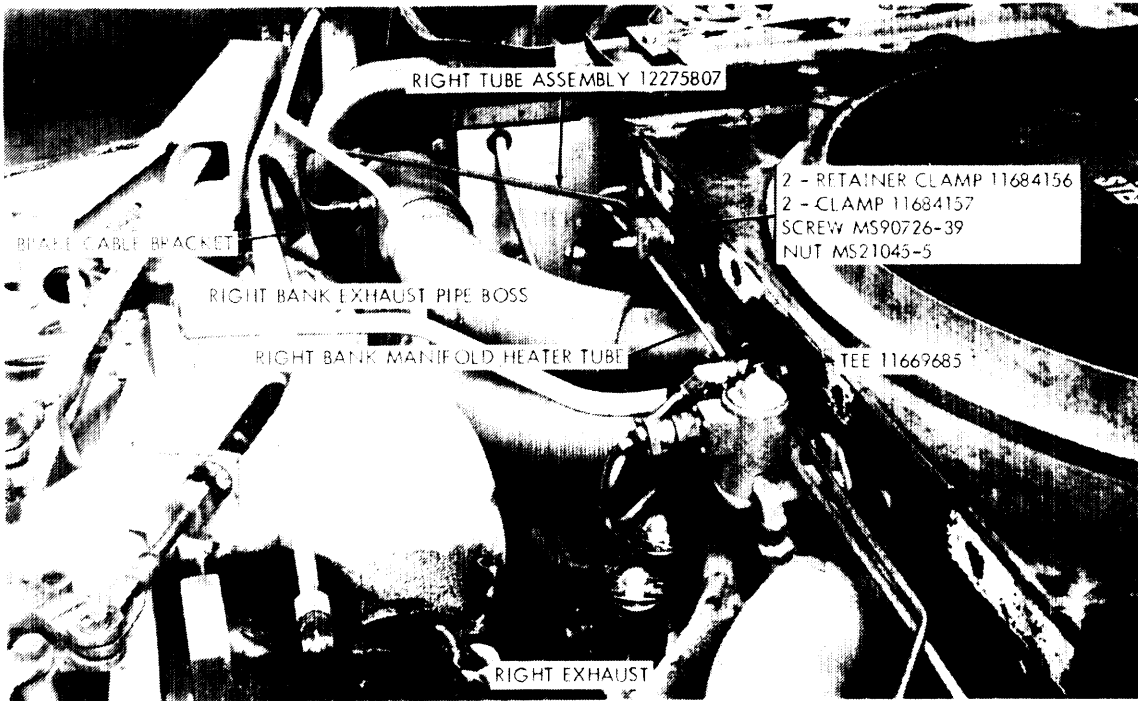 RIGHT TUBE ASSEMBLY 12275807
2 - RETAINER CLAMP 11684156
2 - CLAMP 11684157
SCREW MS90726-39
NUT MS21045-5
BRAKE CABLE BRACKET
RIGHT BANK EXHAUST PIPE BOSS
RIGHT BANK MANIFOLD HEATER TUBE
TEE 11669685
RIGHT EXHAUST